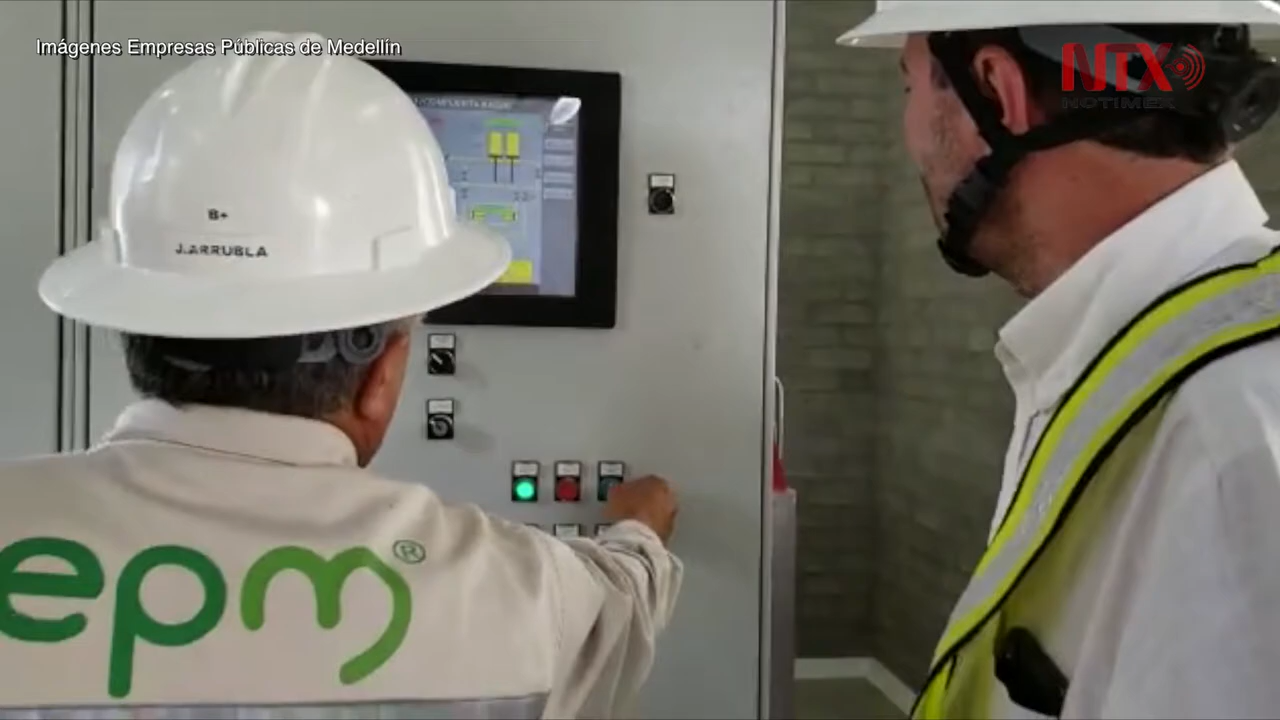 Imágenes Empresas Públicas de Medellín
NTX
NOTIMEX
B+
J.ARRUBLA
epm®